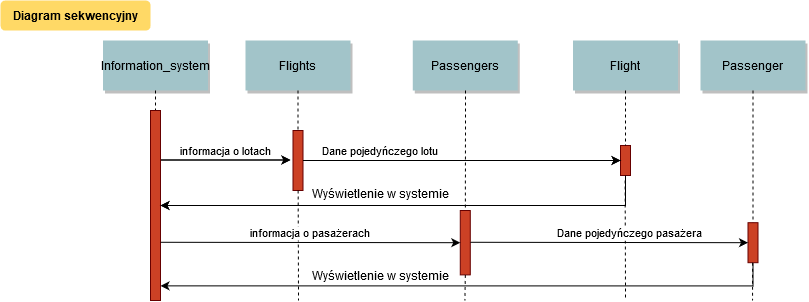 Diagram sekwencyjny
Information_system
Flights
Passengers
Flight
Passenger
informacja o lotach
Dane pojedyńczego lotu
Wyświetlenie w systemie
informacja o pasażerach
Dane pojedyńczego pasażera
Wyświetlenie w systemie